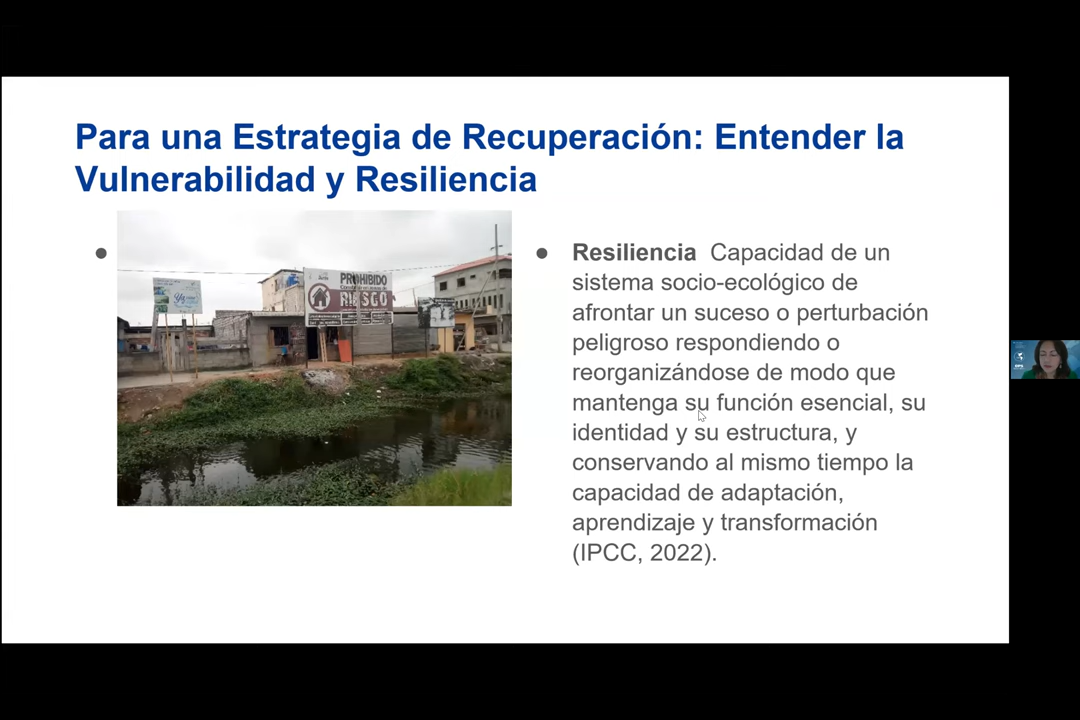 Para una Estrategia de Recuperación: Entender la
Vulnerabilidad y Resiliencia
PROHIBIDO
RIESGO
• Resiliencia Capacidad de un
sistema socio-ecológico de
afrontar un suceso o perturbación
peligroso respondiendo o
reorganizándose de modo que
mantenga su función esencial, su
identidad y su estructura, y
conservando al mismo tiempo la
capacidad de adaptación,
aprendizaje y transformación
(IPCC, 2022).